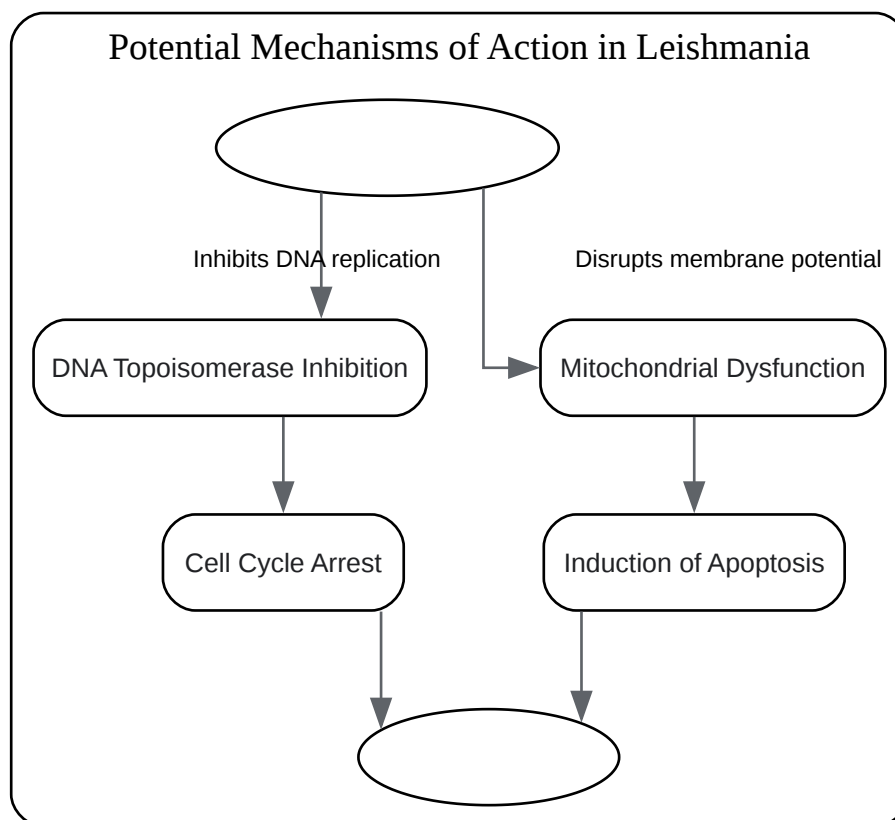 Potential Mechanisms of Action in Leishmania
Inhibits DNA replication
Disrupts membrane potential
DNA Topoisomerase Inhibition
Mitochondrial Dysfunction
Cell Cycle Arrest
Induction of Apoptosis